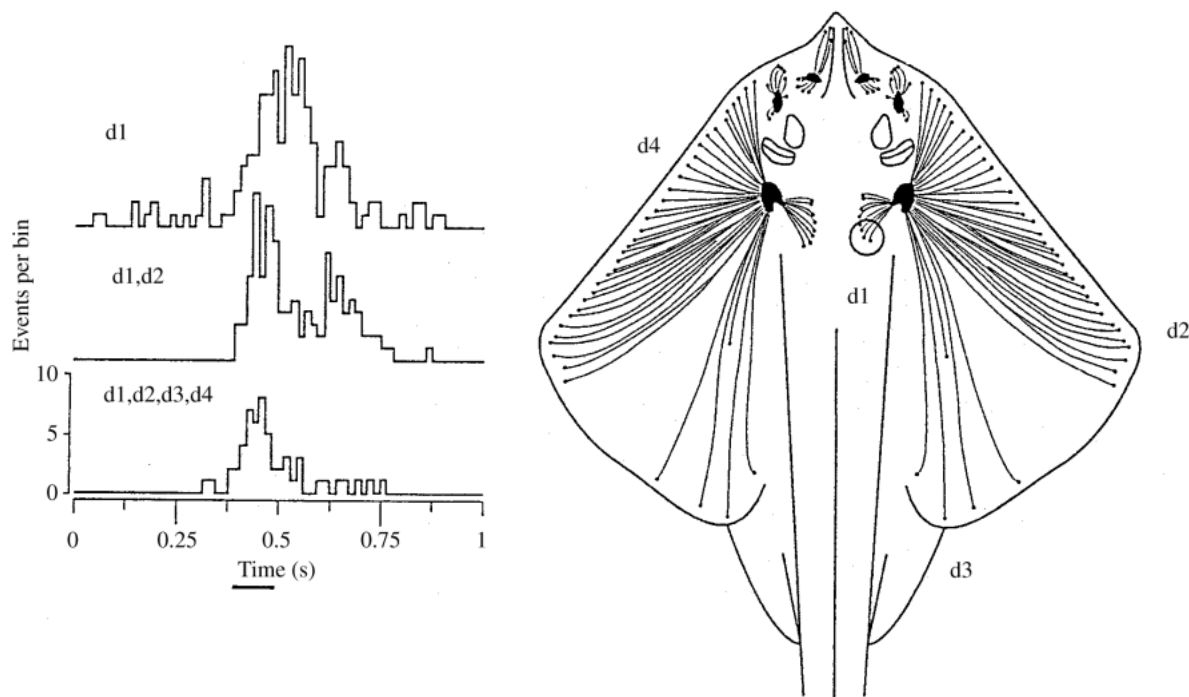 d1
d1,d2
d1,d2,d3,d4
Events per bin
10
5
0
0
0.25
0.5
0.75
1
Time (s)
d4
d1
d2
d3